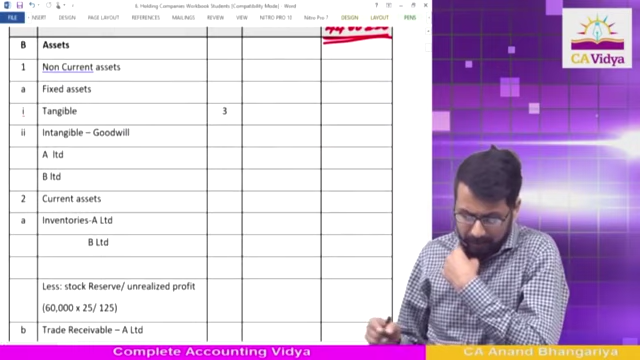 6. Holding Companies Workbook Students [Compatibility Mode] - Word
FILE HOME INSERT DESIGN PAGE LAYOUT REFERENCES MAILINGS REVIEW VIEW NITRO PRO 10 DESIGN LAYOUT PENS
B Assets
1 Non Current assets
a Fixed assets
i Tangible 3
ii Intangible – Goodwill
A ltd
B ltd
2 Current assets
a Inventories-A Ltd
B Ltd
Less: stock Reserve/ unrealized profit
(60,000 x 25/ 125)
b Trade Receivable – A Ltd
CA Vidya
Complete Accounting Vidya
CA Anand Bhangariya